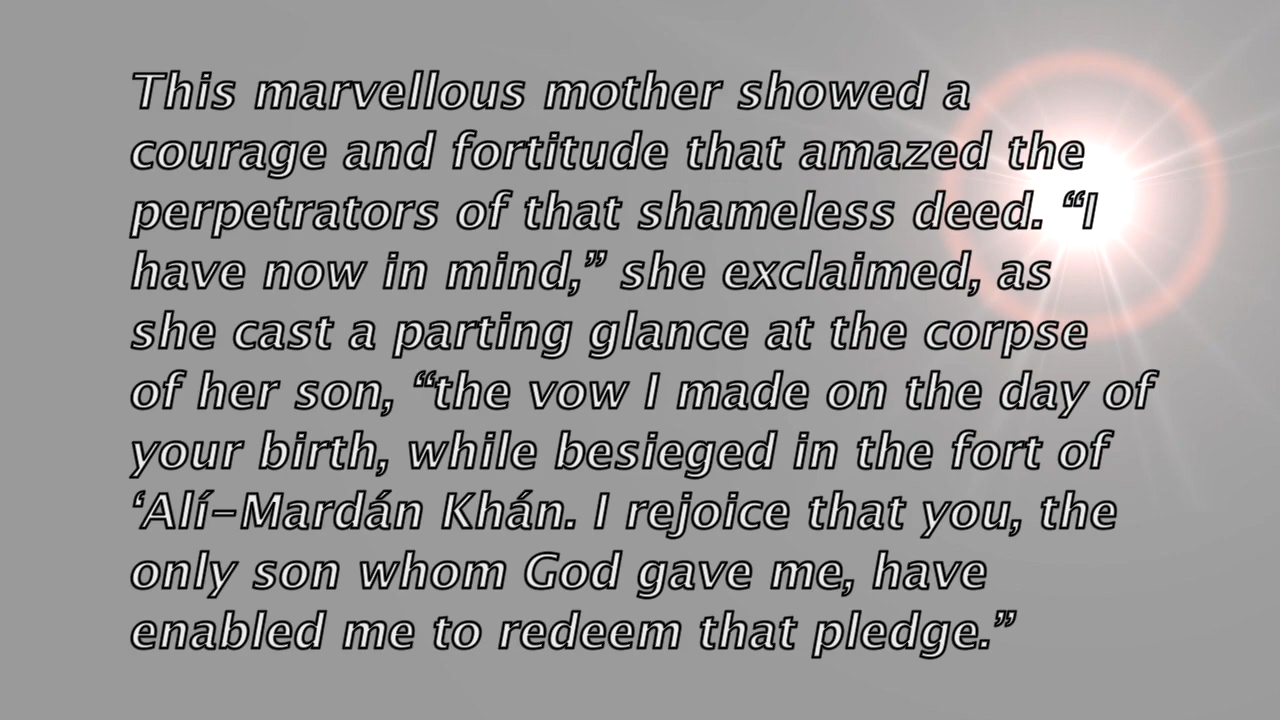 This marvellous mother showed a
courage and fortitude that amazed the
perpetrators of that shameless deed. “I
have now in mind,” she exclaimed, as
she cast a parting glance at the corpse
of her son, “the vow I made on the day of
your birth, while besieged in the fort of
‘Alí-Mardán Khán. I rejoice that you, the
only son whom God gave me, have
enabled me to redeem that pledge.”